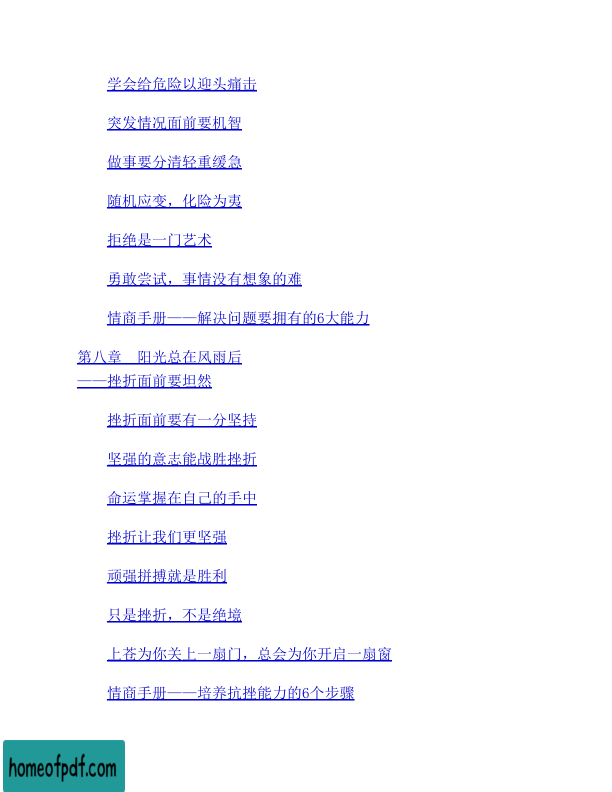 学会给危险以迎头痛击
突发情况面前要机智
做事要分清轻重缓急
随机应变，化险为夷
拒绝是一门艺术
勇敢尝试，事情没有想象的难
情商手册——解决问题要拥有的6大能力
第八章　阳光总在风雨后
——挫折面前要坦然
挫折面前要有一分坚持
坚强的意志能战胜挫折
命运掌握在自己的手中
挫折让我们更坚强
顽强拼搏就是胜利
只是挫折，不是绝境
上苍为你关上一扇门，总会为你开启一扇窗
情商手册——培养抗挫能力的6个步骤
homeofpdf.com